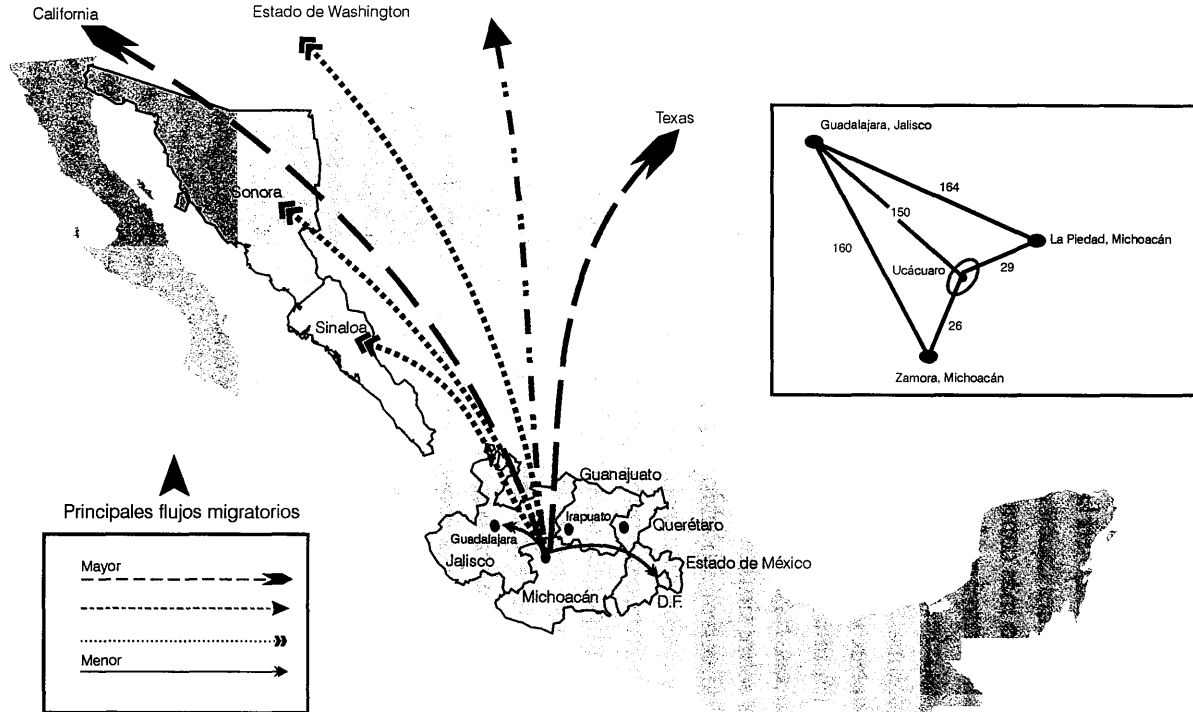 California
Estado de Washington
Texas
Sonora
Sinaloa
Guanajuato
Irapuato
Querétaro
Guadalajara
Jalisco
Estado de México
Michoacán
D.F.
Guadalajara, Jalisco
164
150
160
La Piedad, Michoacán
Ucácuaro
29
26
Zamora, Michoacán
Principales flujos migratorios
Mayor
Menor